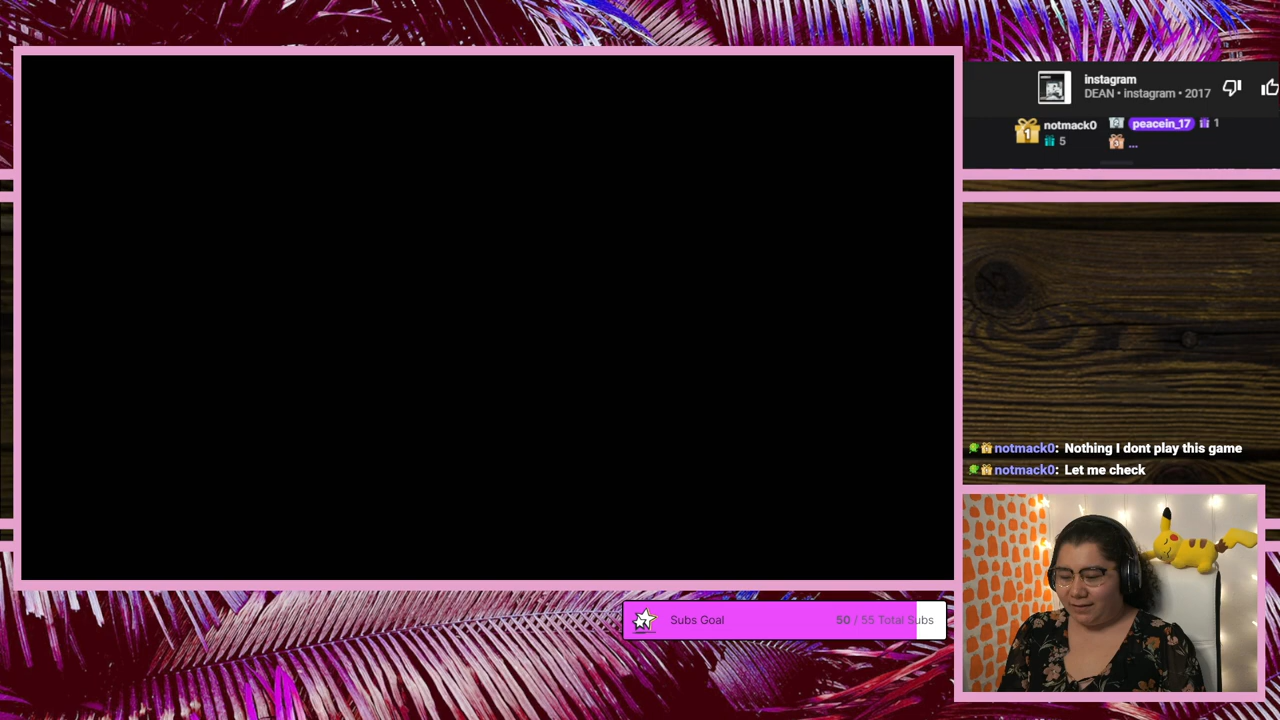 instagram
DEAN • instagram • 2017
1 notmack0
5
peacein_17 1
...
notmack0: Nothing I dont play this game
notmack0: Let me check
Subs Goal 50 / 55 Total Subs